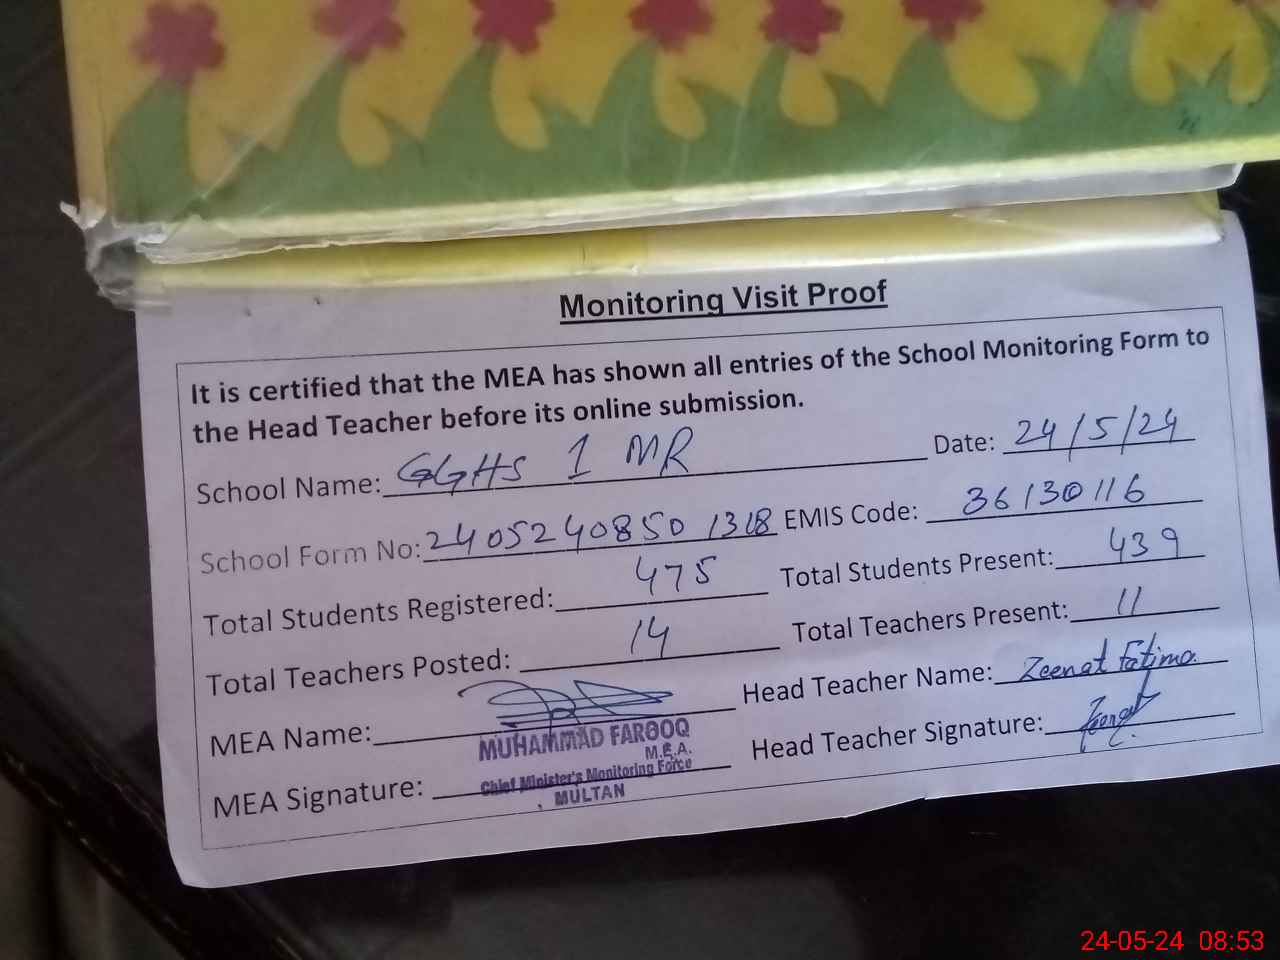 Monitoring Visit Proof
It is certified that the MEA has shown all entries of the School Monitoring Form to
the Head Teacher before its online submission.
School Name: GGHS 1 MR Date: 24/5/24
School Form No: 24052408501318 EMIS Code: 36130116
Total Students Registered: 475 Total Students Present: 439
Total Teachers Posted: 14 Total Teachers Present: 11
MEA Name: Head Teacher Name: Zeenat Fatima
MUHAMMAD FAROOQ
M.E.A.
MEA Signature: Head Teacher Signature: Zeenat
Chief Minister's Monitoring Force
, MULTAN
24-05-24 08:53